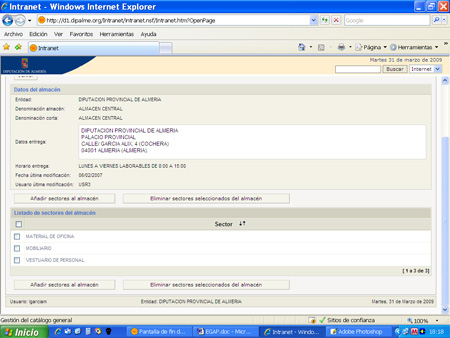 Intranet - Windows Internet Explorer
http://d1.dipalme.org/Intranet/intranet.nsf/intranet.htm?OpenPage
Google
Archivo Edición Ver Favoritos Herramientas Ayuda
Intranet
Página Herramientas
Martes 31 de marzo de 2009
DIPUTACIÓN DE ALMERÍA
Buscar Internet
Datos del almacén
Entidad: DIPUTACION PROVINCIAL DE ALMERIA
Denominación almacén: ALMACEN CENTRAL
Denominación corta: ALMACEN CENTRAL
Datos entrega:
DIPUTACION PROVINCIAL DE ALMERIA
PALACIO PROVINCIAL
CALLE/ GARCIA ALIX, 4 (COCHERA)
04001 ALMERIA (ALMERIA).
Horario entrega: LUNES A VIERNES LABORABLES DE 8:00 A 15:00
Fecha última modificación: 06/02/2007
Usuario última modificación: USR3
Añadir sectores al almacén Eliminar sectores seleccionados del almacén
Listado de sectores del almacén
Sector
MATERIAL DE OFICINA
MOBILIARIO
VESTUARIO DE PERSONAL
[1 a 3 de 3]
Añadir sectores al almacén Eliminar sectores seleccionados del almacén
Usuario: lgarciam Entidad: DIPUTACION PROVINCIAL DE ALMERIA Martes, 31 de Marzo de 2009
Gestión del catálogo general Sitios de confianza 100%
Inicio Pantalla de fin d... EGAP.doc - Micro... Intranet - Windo... Adobe Photoshop 18:18